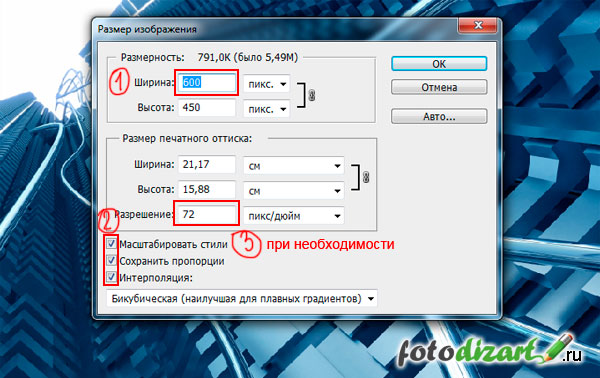 Размер изображения
Размерность: 791,0K (было 5,49M)
1 Ширина: 600 пикс.
Высота: 450 пикс.
OK
Отмена
Авто...
Размер печатного оттиска:
Ширина: 21,17 см
Высота: 15,88 см
Разрешение: 72 пикс/дюйм
2
Масштабировать стили
3 при необходимости
Сохранить пропорции
Интерполяция:
Бикубическая (наилучшая для плавных градиентов)
fotodizart.ru